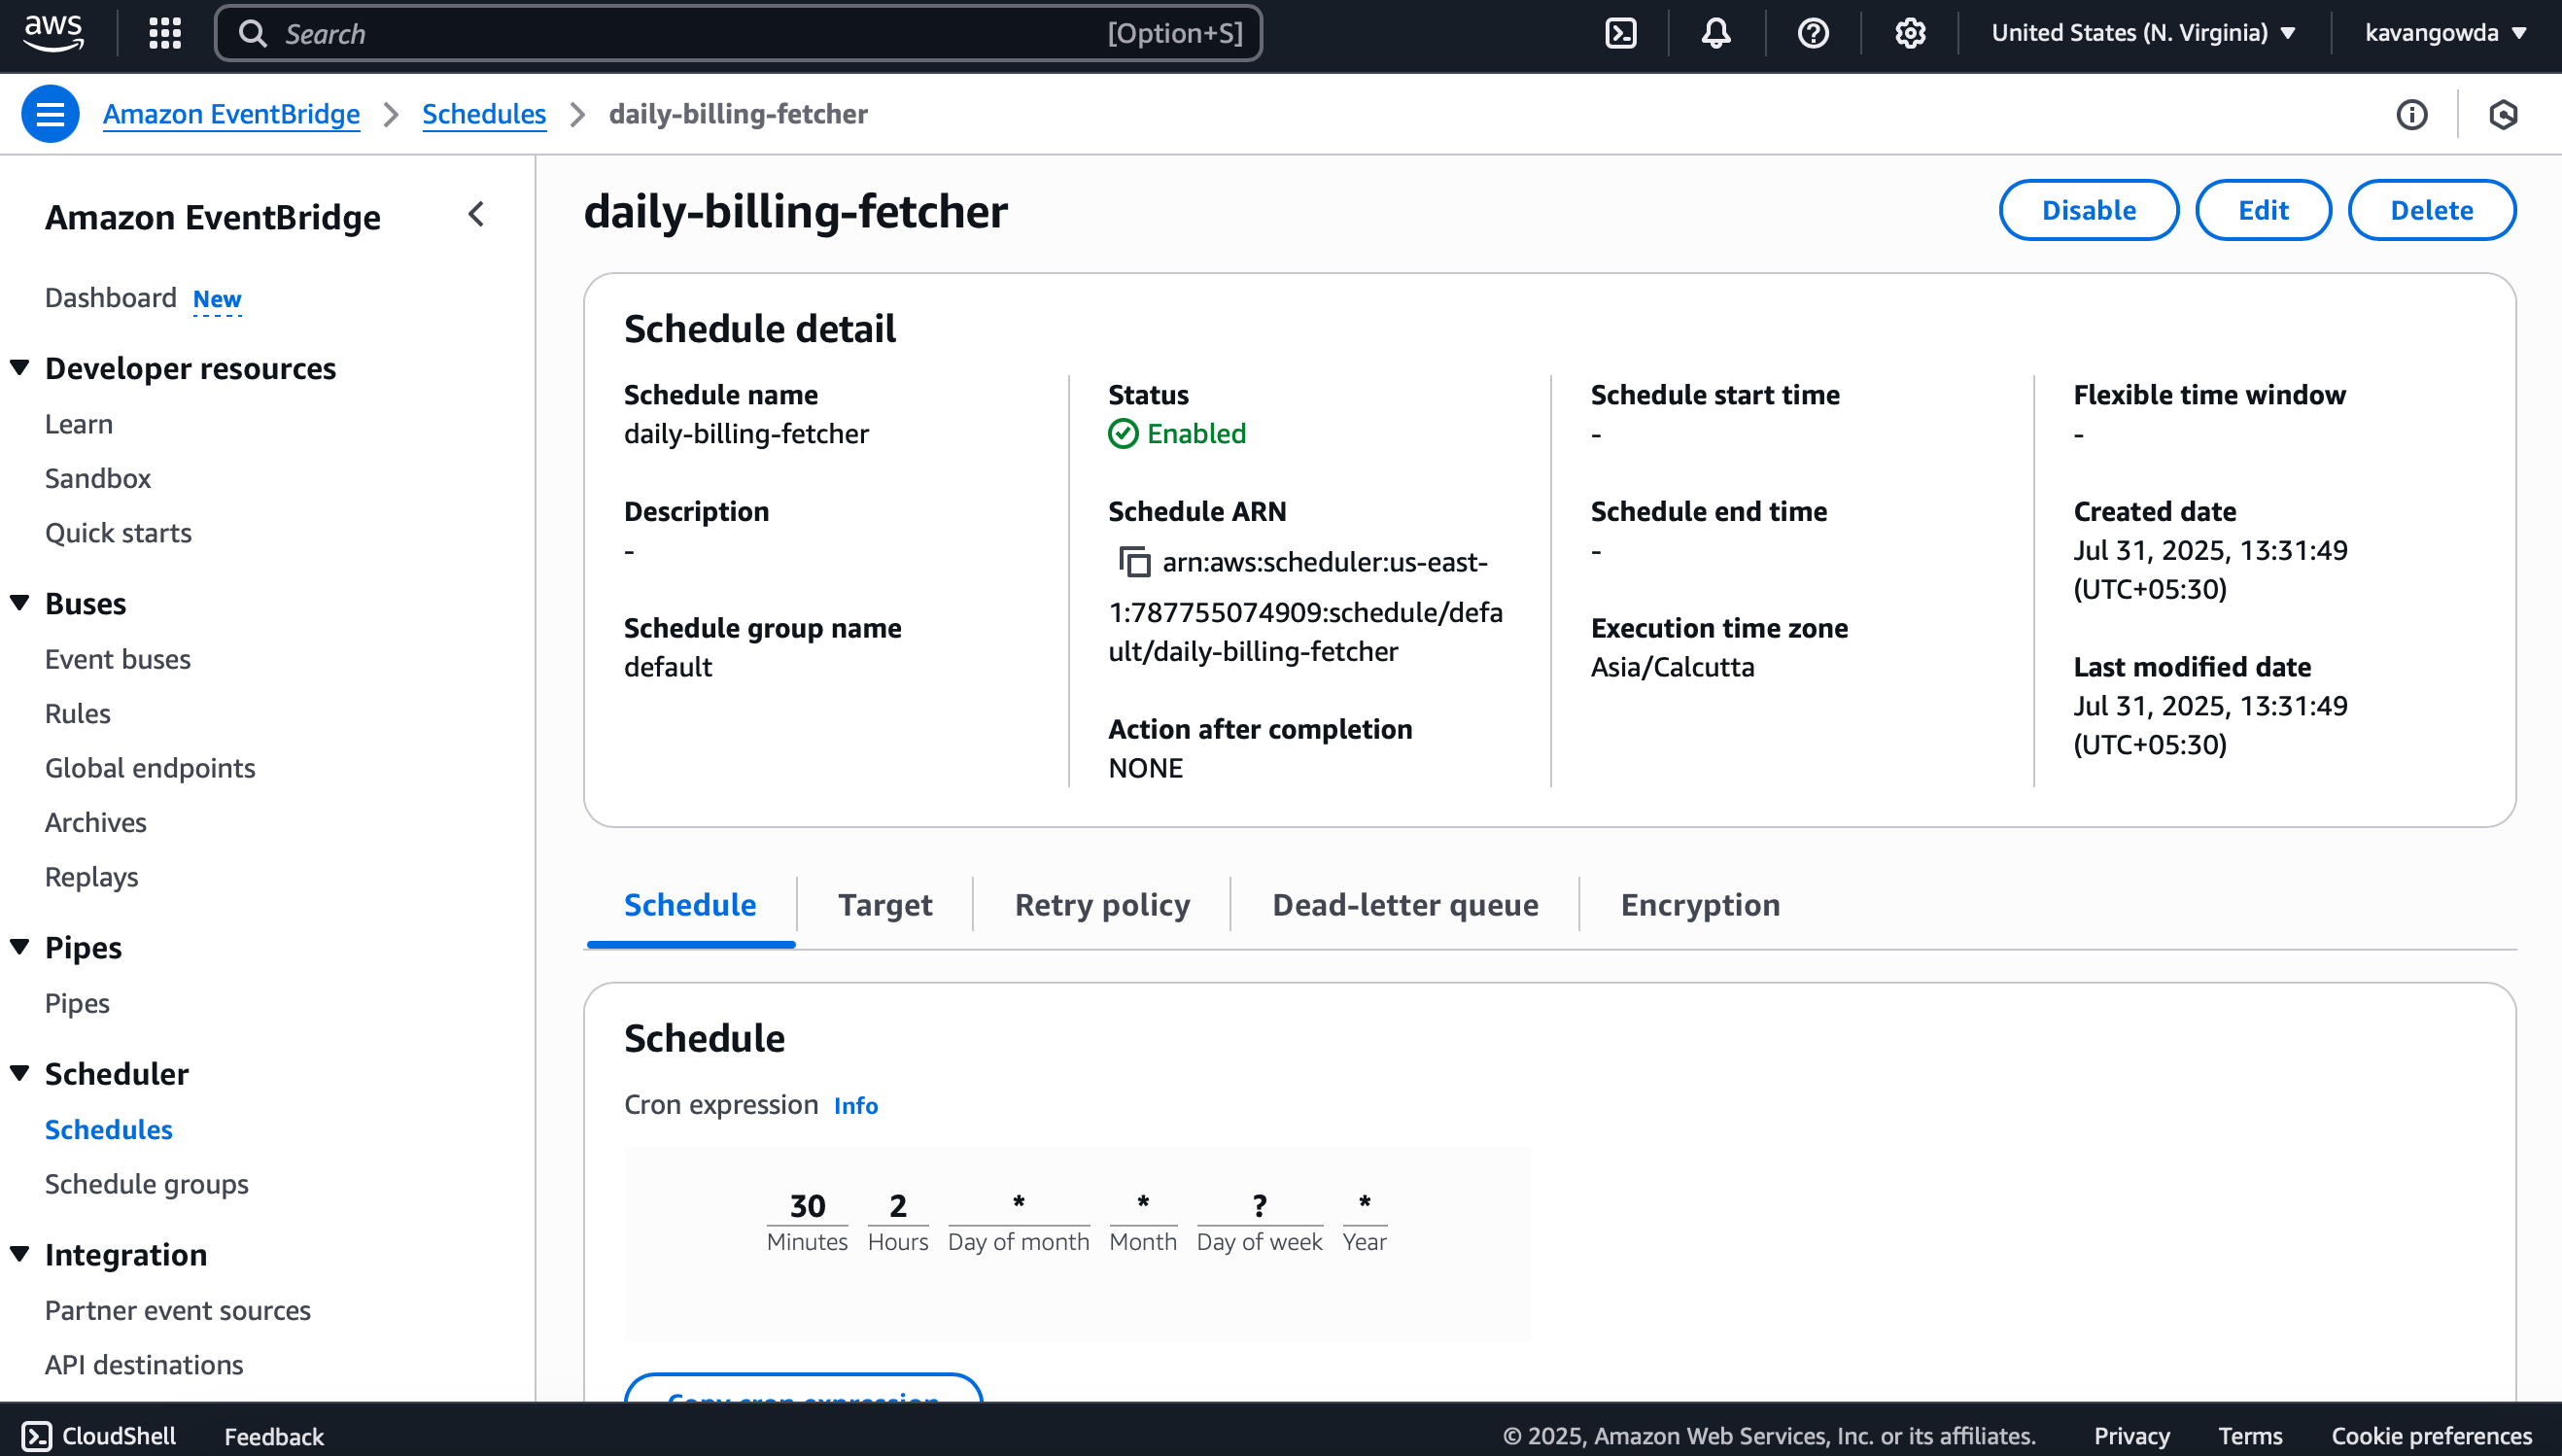 aws
Search
[Option+S]
United States (N. Virginia)
kavangowda
Amazon EventBridge
Schedules
daily-billing-fetcher
Amazon EventBridge
Dashboard New
Developer resources
Learn
Sandbox
Quick starts
Buses
Event buses
Rules
Global endpoints
Archives
Replays
Pipes
Pipes
Scheduler
Schedules
Schedule groups
Integration
Partner event sources
API destinations
daily-billing-fetcher
Disable
Edit
Delete
Schedule detail
Schedule name
daily-billing-fetcher
Description
-
Schedule group name
default
Status
Enabled
Schedule ARN
arn:aws:scheduler:us-east-
1:787755074909:schedule/defa
ult/daily-billing-fetcher
Action after completion
NONE
Schedule start time
-
Schedule end time
-
Execution time zone
Asia/Calcutta
Flexible time window
-
Created date
Jul 31, 2025, 13:31:49
(UTC+05:30)
Last modified date
Jul 31, 2025, 13:31:49
(UTC+05:30)
Schedule
Target
Retry policy
Dead-letter queue
Encryption
Schedule
Cron expression Info
30 2 * * ? *
Minutes Hours Day of month Month Day of week Year
Copy cron expression
CloudShell
Feedback
© 2025, Amazon Web Services, Inc. or its affiliates.
Privacy
Terms
Cookie preferences